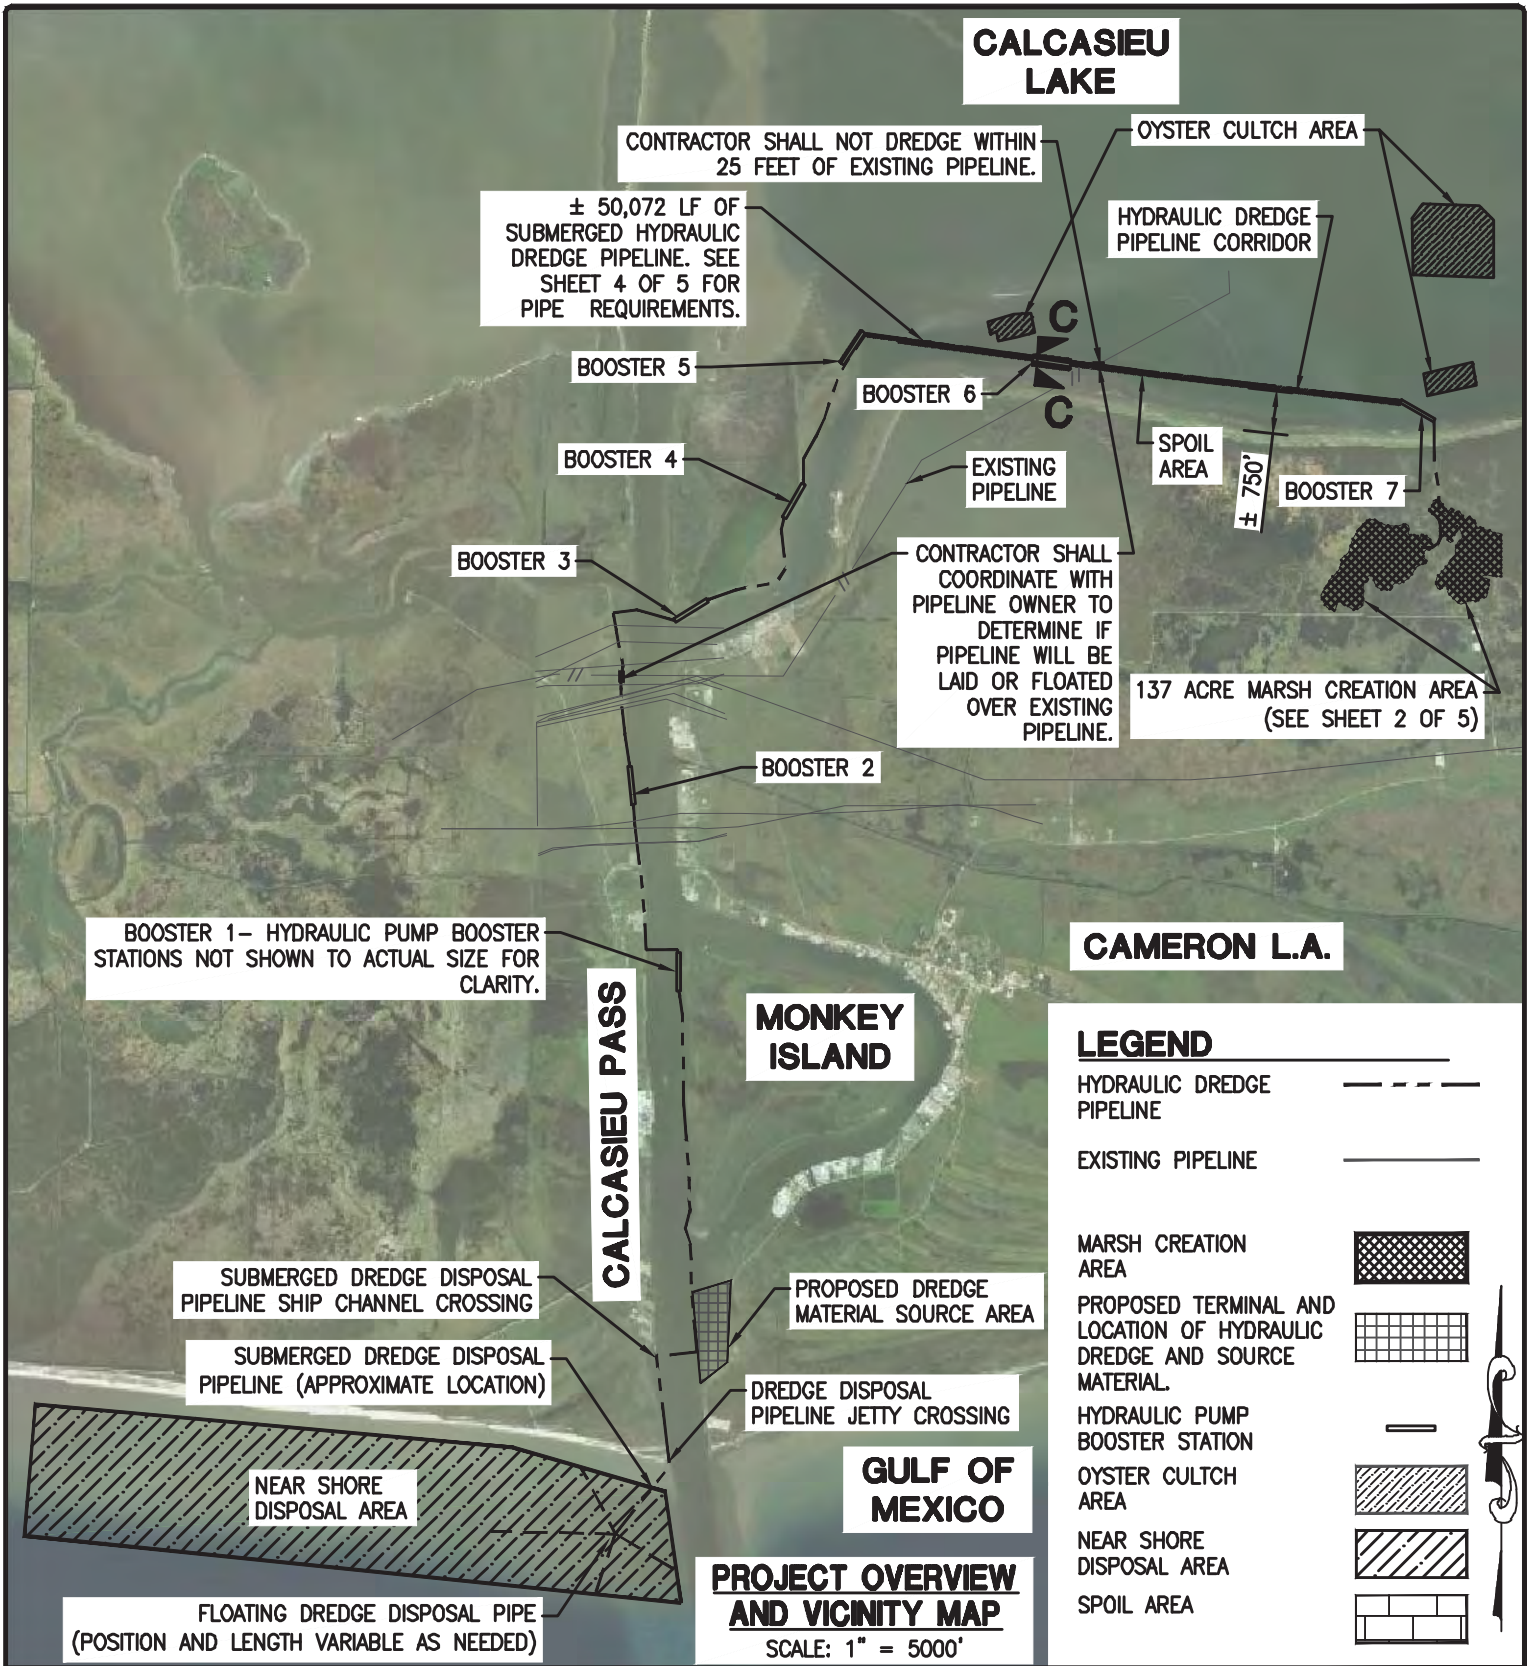 CALCASIEU
LAKE
OYSTER CULTCH AREA
CONTRACTOR SHALL NOT DREDGE WITHIN
25 FEET OF EXISTING PIPELINE.
± 50,072 LF OF
SUBMERGED HYDRAULIC
DREDGE PIPELINE. SEE
SHEET 4 OF 5 FOR
PIPE REQUIREMENTS.
HYDRAULIC DREDGE
PIPELINE CORRIDOR
C
BOOSTER 5
BOOSTER 6
C
BOOSTER 4
EXISTING
PIPELINE
SPOIL
AREA
± 750'
BOOSTER 7
BOOSTER 3
CONTRACTOR SHALL
COORDINATE WITH
PIPELINE OWNER TO
DETERMINE IF
PIPELINE WILL BE
LAID OR FLOATED
OVER EXISTING
PIPELINE.
137 ACRE MARSH CREATION AREA
(SEE SHEET 2 OF 5)
BOOSTER 2
BOOSTER 1– HYDRAULIC PUMP BOOSTER
STATIONS NOT SHOWN TO ACTUAL SIZE FOR
CLARITY.
CAMERON L.A.
CALCASIEU PASS
MONKEY
ISLAND
SUBMERGED DREDGE DISPOSAL
PIPELINE SHIP CHANNEL CROSSING
PROPOSED DREDGE
MATERIAL SOURCE AREA
SUBMERGED DREDGE DISPOSAL
PIPELINE (APPROXIMATE LOCATION)
DREDGE DISPOSAL
PIPELINE JETTY CROSSING
NEAR SHORE
DISPOSAL AREA
GULF OF
MEXICO
FLOATING DREDGE DISPOSAL PIPE
(POSITION AND LENGTH VARIABLE AS NEEDED)
PROJECT OVERVIEW
AND VICINITY MAP
SCALE: 1" = 5000'
LEGEND
HYDRAULIC DREDGE
PIPELINE
EXISTING PIPELINE
MARSH CREATION
AREA
PROPOSED TERMINAL AND
LOCATION OF HYDRAULIC
DREDGE AND SOURCE
MATERIAL.
HYDRAULIC PUMP
BOOSTER STATION
OYSTER CULTCH
AREA
NEAR SHORE
DISPOSAL AREA
SPOIL AREA